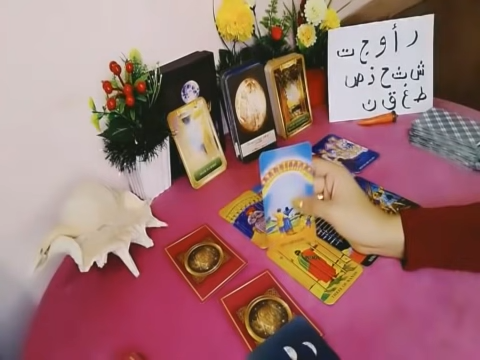 ر أ و ج ت
ش ث ح ذ ص
ط غ ق ن